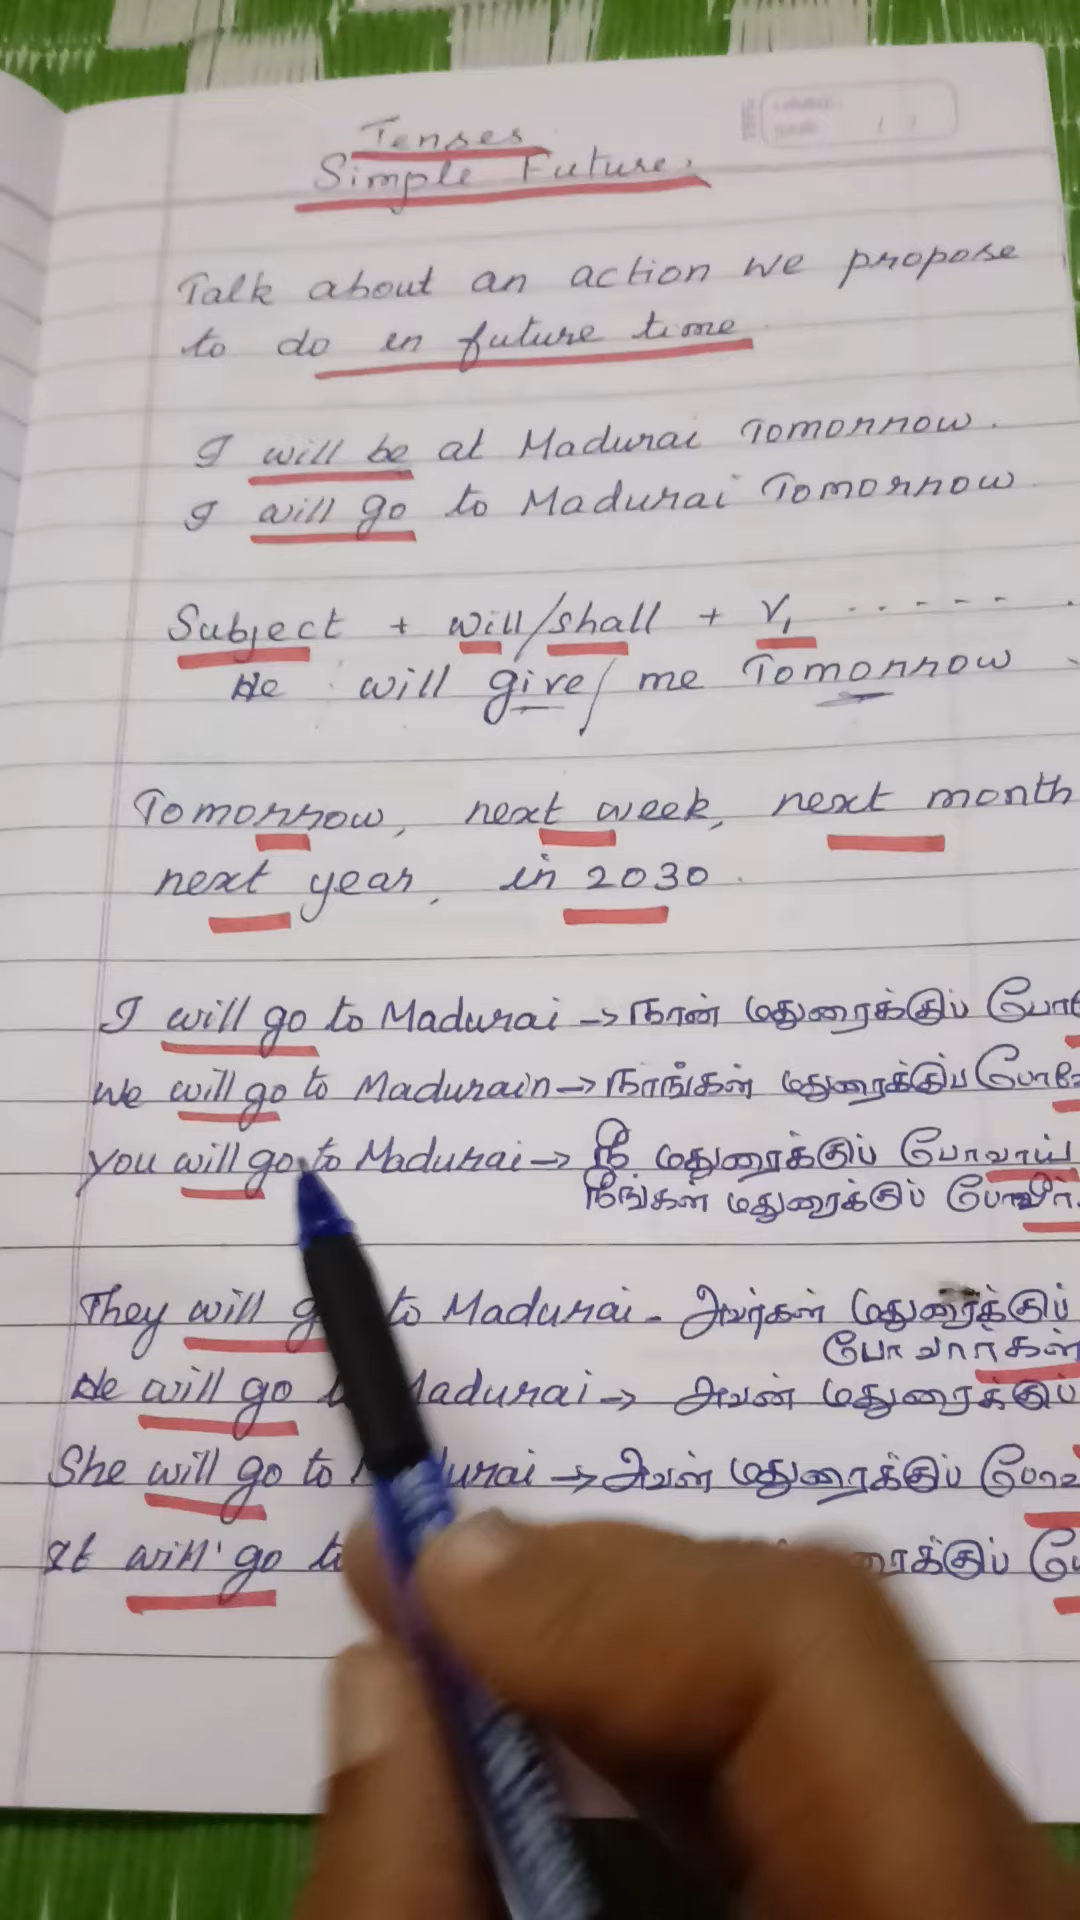 Tenses
Simple Future.
Talk about an action we propose
to do in future time
I will be at Madurai Tomorrow.
I will go to Madurai Tomorrow.
Subject + will/shall + V1 ......
He will give/ me Tomorrow.
Tomorrow, next week, next month
next year, in 2030.
I will go to Madurai → நான் மதுரைக்குப்
We will go to Madurain → நாங்கள் மதுரைக்குப்
you will go to Madurai → நீ மதுரைக்குப் போவாய்
நீங்கள் மதுரைக்குப் போவீர்.
They will to Madurai - அவர்கள் மதுரைக்குப்
போவார்கள்
He will go Madurai → அவன் மதுரைக்குப்
She will go to Madurai → அவள் மதுரைக்குப்
It will go